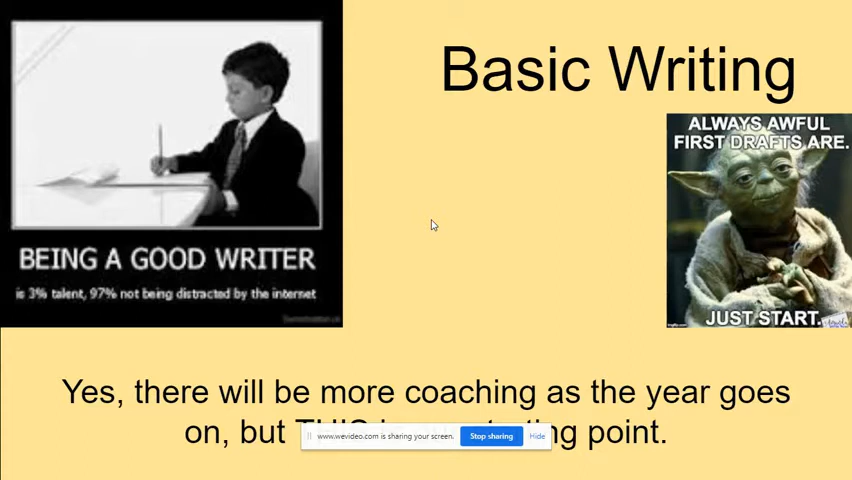 Basic Writing
BEING A GOOD WRITER
is 3% talent, 97% not being distracted by the internet
ALWAYS AWFUL
FIRST DRAFTS ARE.
JUST START.
imgflip.com
Yes, there will be more coaching as the year goes
on, but point.
www.wevideo.com is sharing your screen. Stop sharing Hide